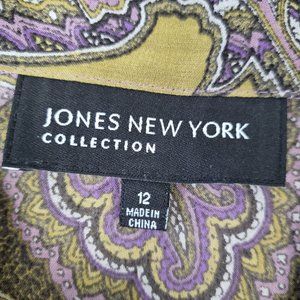 JONES NEW YORK
COLLECTION
12
MADE IN
CHINA